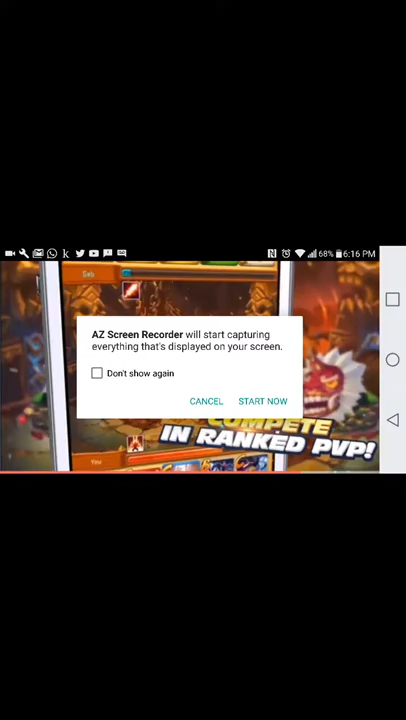 68% 6:16 PM
AZ Screen Recorder will start capturing
everything that's displayed on your screen.
Don't show again
CANCEL START NOW
COMPETE
IN RANKED PVP!
You